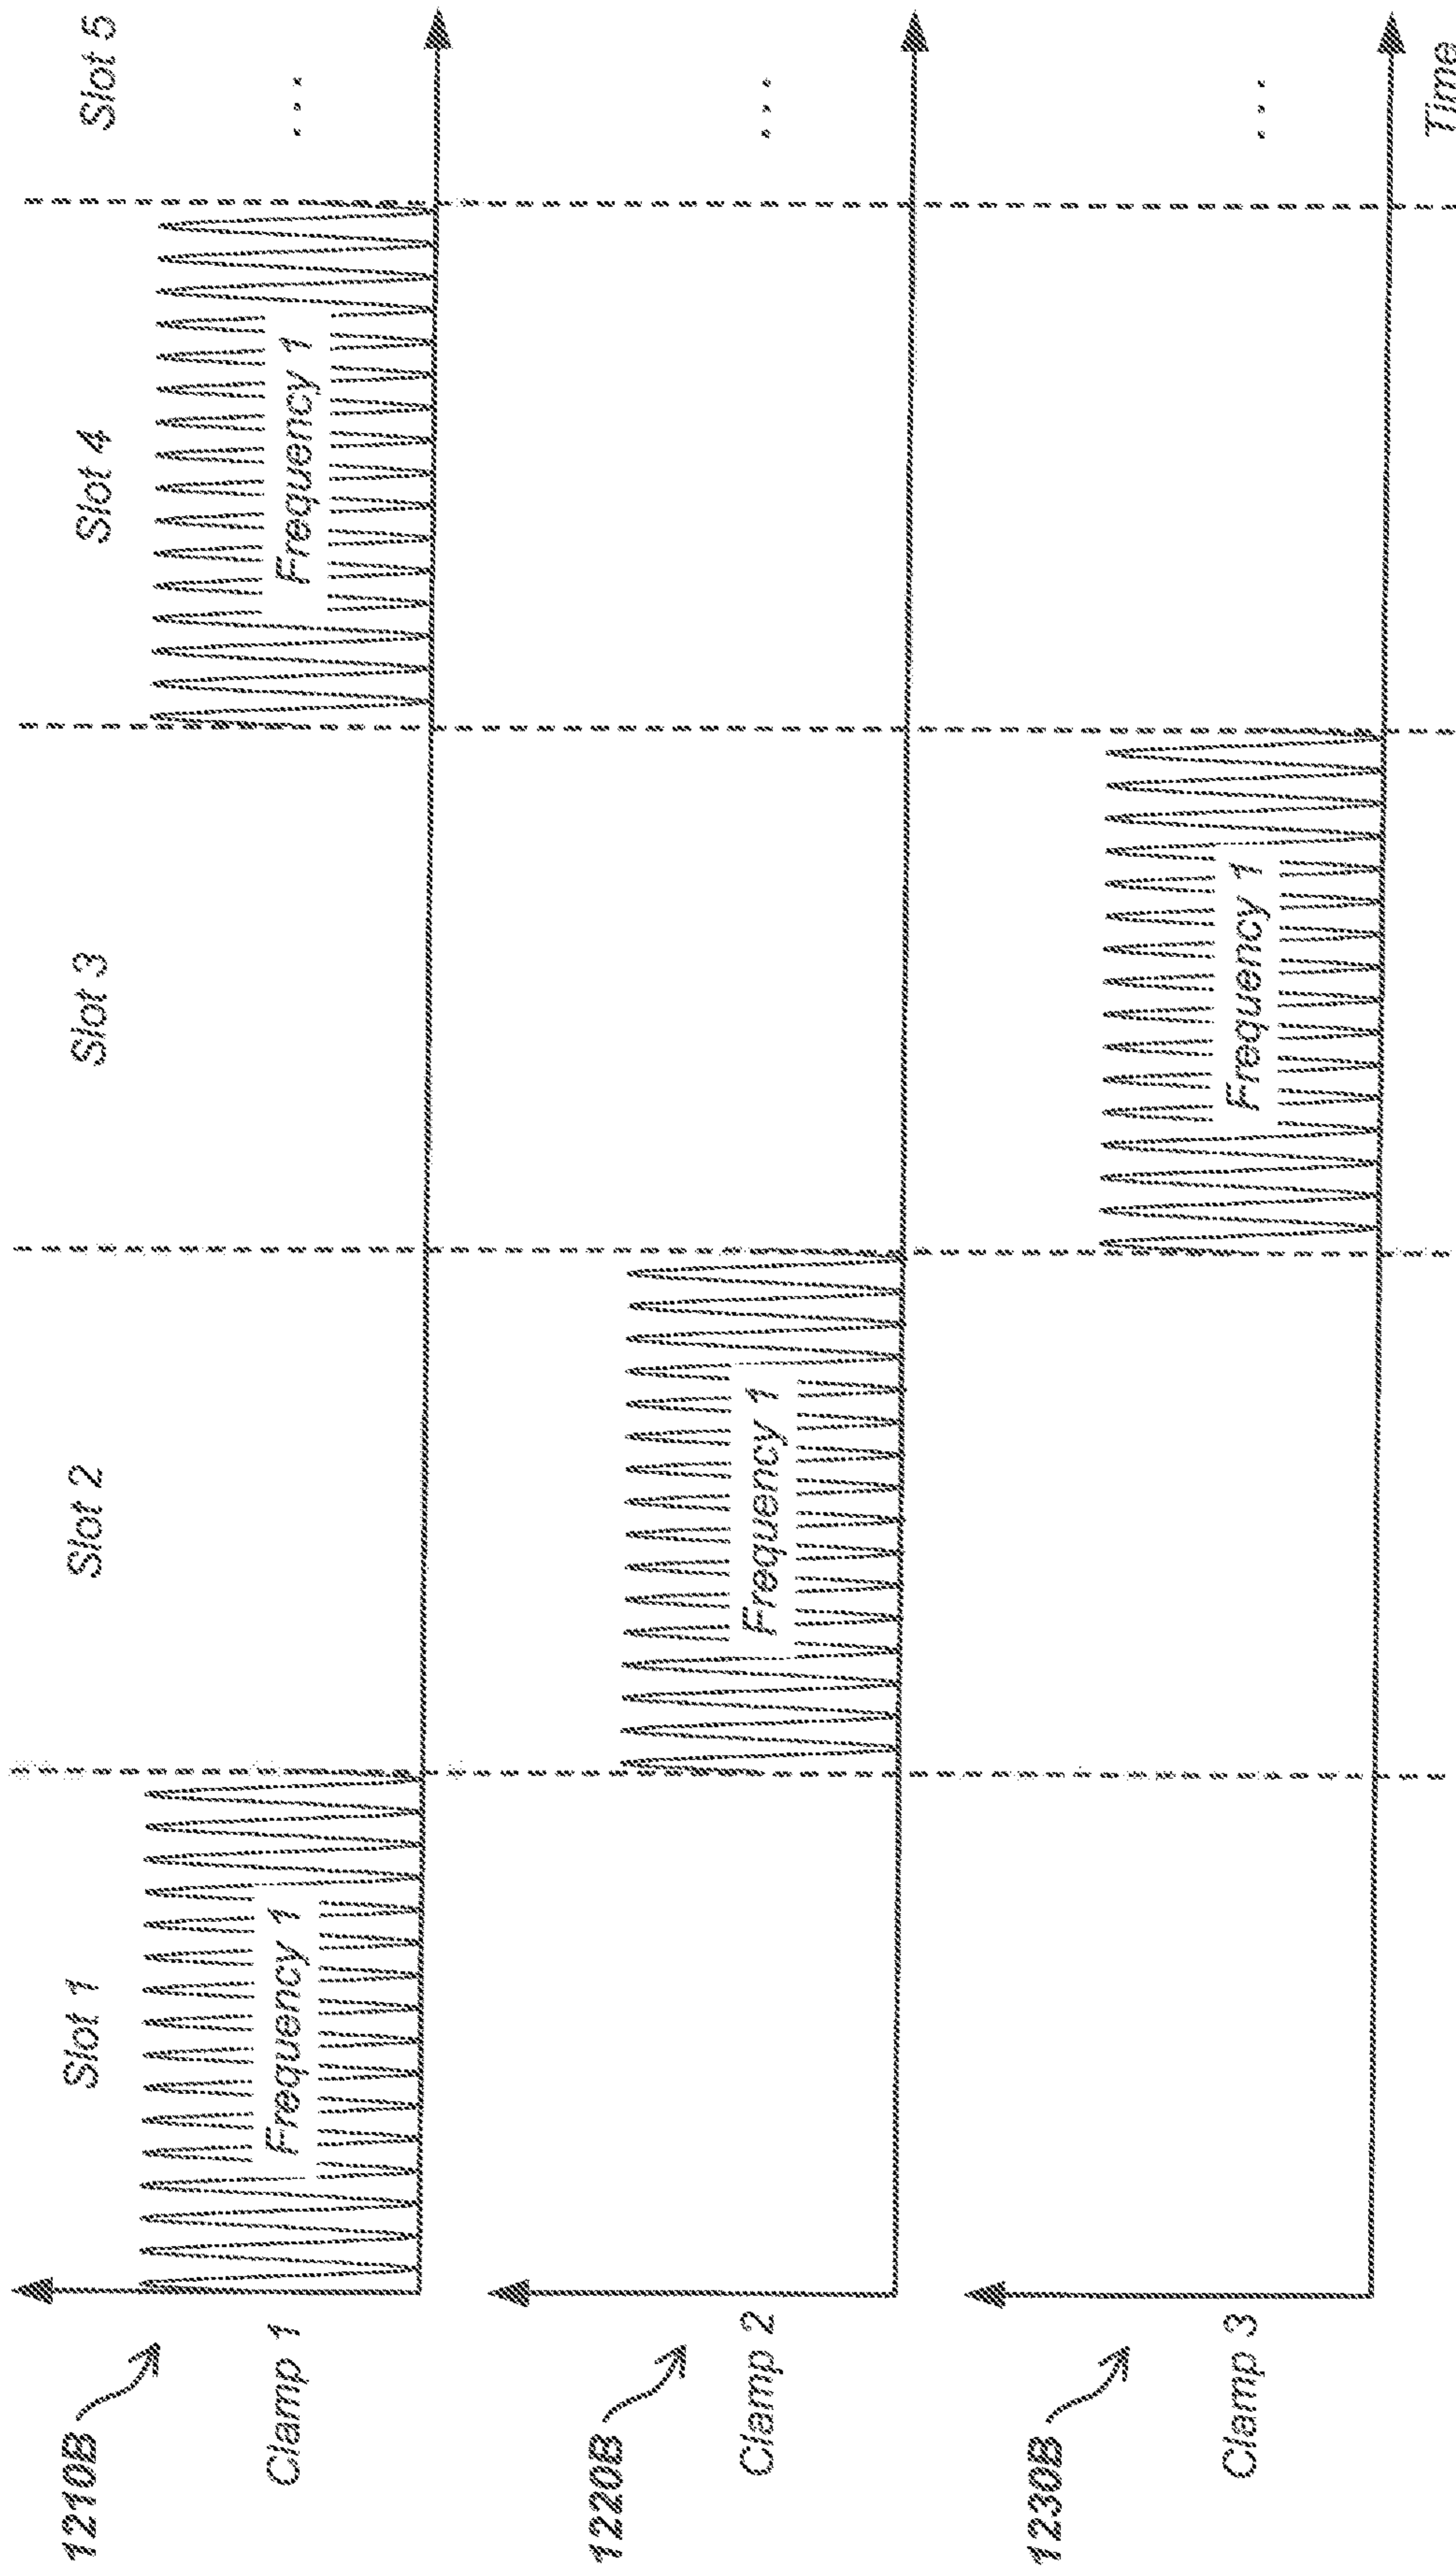 Slot 1
Slot 2
Slot 3
Slot 4
Slot 5
1210B
Clamp 1
Frequency 1
Frequency 1
...
1220B
Clamp 2
Frequency 1
...
1230B
Clamp 3
Frequency 1
...
Time